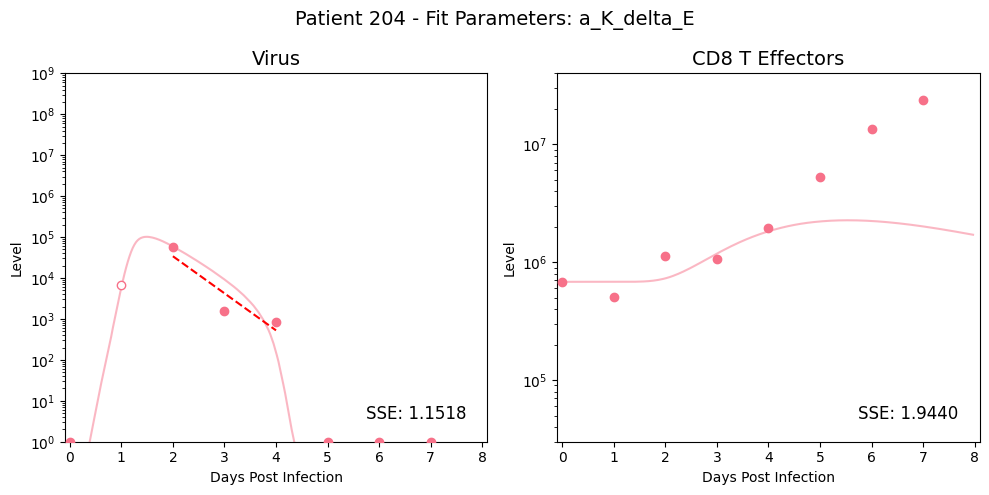 Patient 204 - Fit Parameters: a_K_delta_E
Virus
CD8 T Effectors
10^9
10^8
10^7
10^6
10^5
10^4
10^3
10^2
10^1
10^0
Level
SSE: 1.1518
0 1 2 3 4 5 6 7 8
Days Post Infection
10^7
10^6
10^5
Level
SSE: 1.9440
0 1 2 3 4 5 6 7 8
Days Post Infection